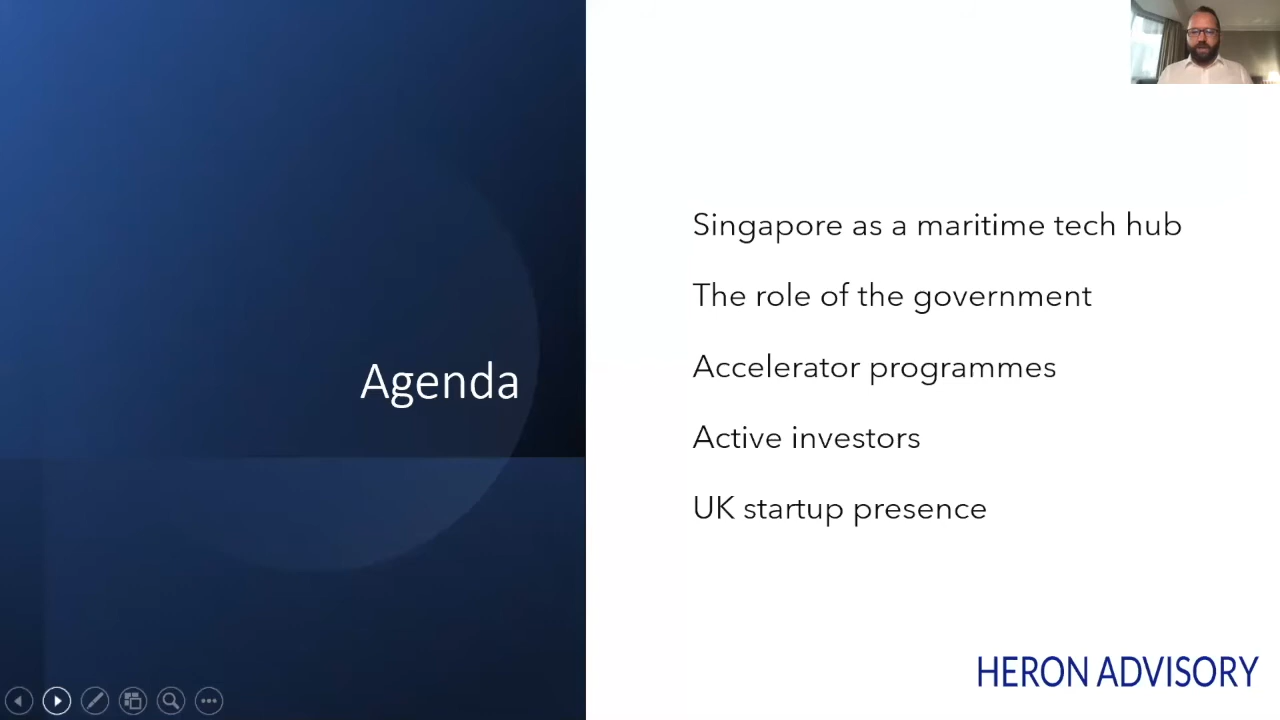 Agenda
Singapore as a maritime tech hub
The role of the government
Accelerator programmes
Active investors
UK startup presence
HERON ADVISORY